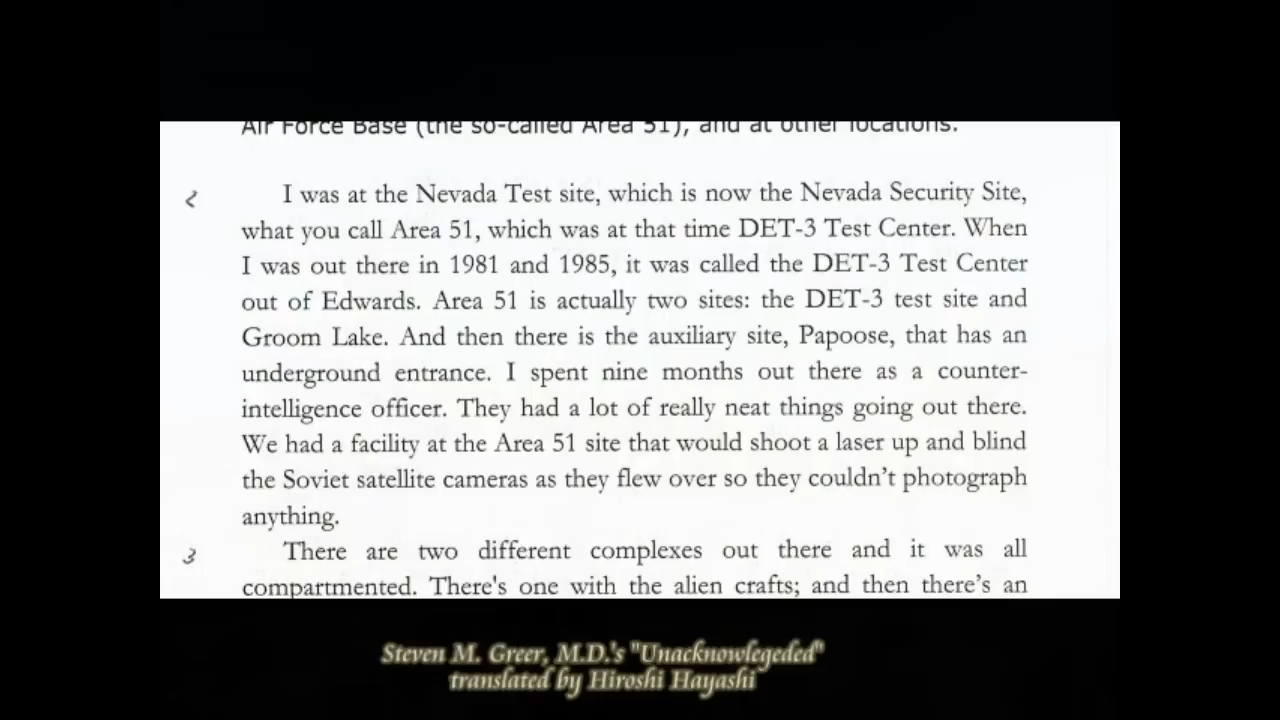 Air Force Base (the so-called Area 51), and at other locations.
2
I was at the Nevada Test site, which is now the Nevada Security Site,
what you call Area 51, which was at that time DET-3 Test Center. When
I was out there in 1981 and 1985, it was called the DET-3 Test Center
out of Edwards. Area 51 is actually two sites: the DET-3 test site and
Groom Lake. And then there is the auxiliary site, Papoose, that has an
underground entrance. I spent nine months out there as a counter-
intelligence officer. They had a lot of really neat things going out there.
We had a facility at the Area 51 site that would shoot a laser up and blind
the Soviet satellite cameras as they flew over so they couldn't photograph
anything.
3
There are two different complexes out there and it was all
compartmented. There's one with the alien crafts; and then there's an
Steven M. Greer, M.D.'s "Unacknowlegeded"
translated by Hiroshi Hayashi